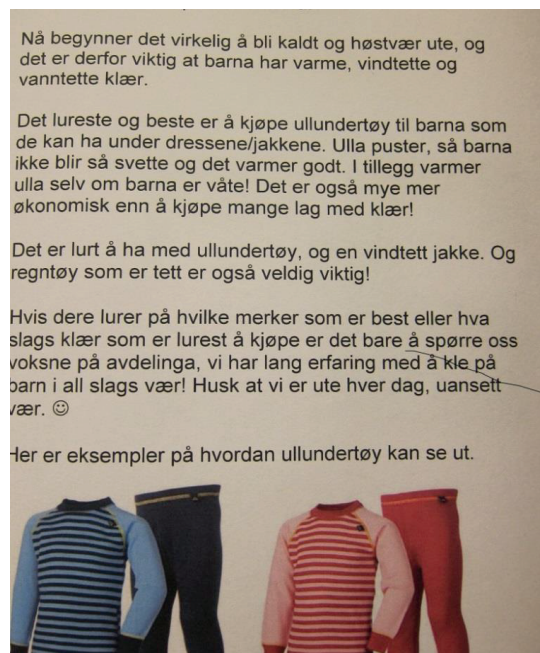 Nå begynner det virkelig å bli kaldt og høstvær ute, og
det er derfor viktig at barna har varme, vindtette og
vanntette klær.
Det lureste og beste er å kjøpe ullundertøy til barna som
de kan ha under dressene/jakkene. Ulla puster, så barna
ikke blir så svette og det varmer godt. I tillegg varmer
ulla selv om barna er våte! Det er også mye mer
økonomisk enn å kjøpe mange lag med klær!
Det er lurt å ha med ullundertøy, og en vindtett jakke. Og
regntøy som er tett er også veldig viktig!
Hvis dere lurer på hvilke merker som er best eller hva
slags klær som er lurest å kjøpe er det bare å spørre oss
voksne på avdelinga, vi har lang erfaring med å kle på
barn i all slags vær! Husk at vi er ute hver dag, uansett
vær. ☺
Her er eksempler på hvordan ullundertøy kan se ut.